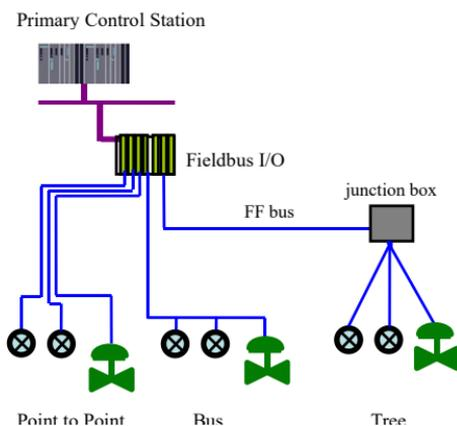 Primary Control Station
Fieldbus I/O
junction box
FF bus
Point to Point
Bus
Tree